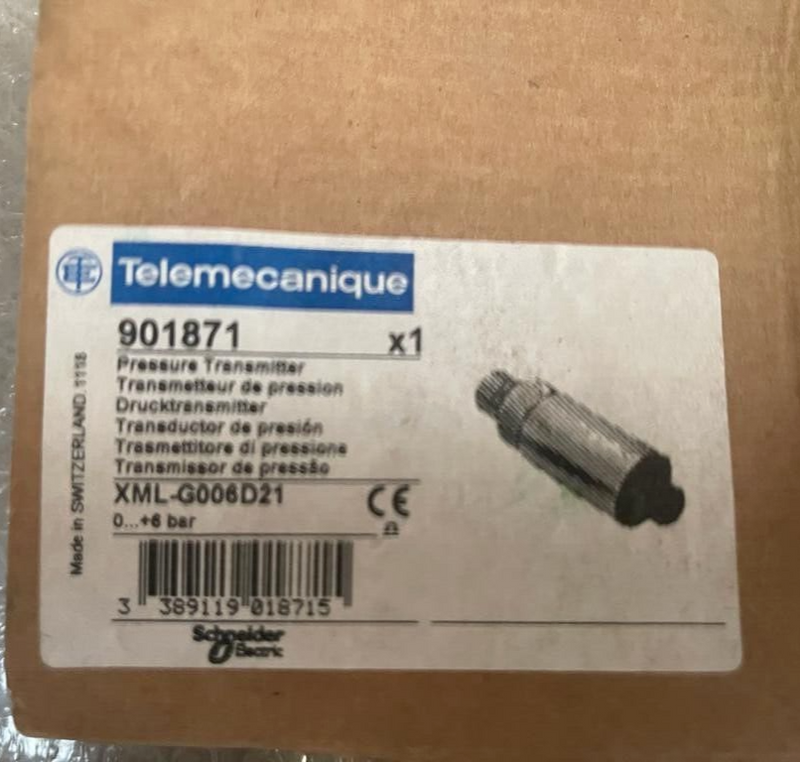 Telemecanique
901871 x1
Pressure Transmitter
Transmetteur de pression
Drucktransmitter
Transductor de presión
Trasmettitore di pressione
Transmissor de pressão
XML-G006D21 CE
0...+6 bar
3 389119 018715
Schneider
Electric
Made in SWITZERLAND. 1118